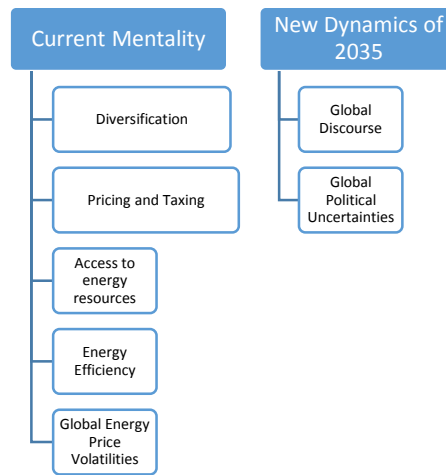 Current Mentality
Diversification
Pricing and Taxing
Access to
energy
resources
Energy
Efficiency
Global Energy
Price
Volatilities
New Dynamics of
2035
Global
Discourse
Global
Political
Uncertainties